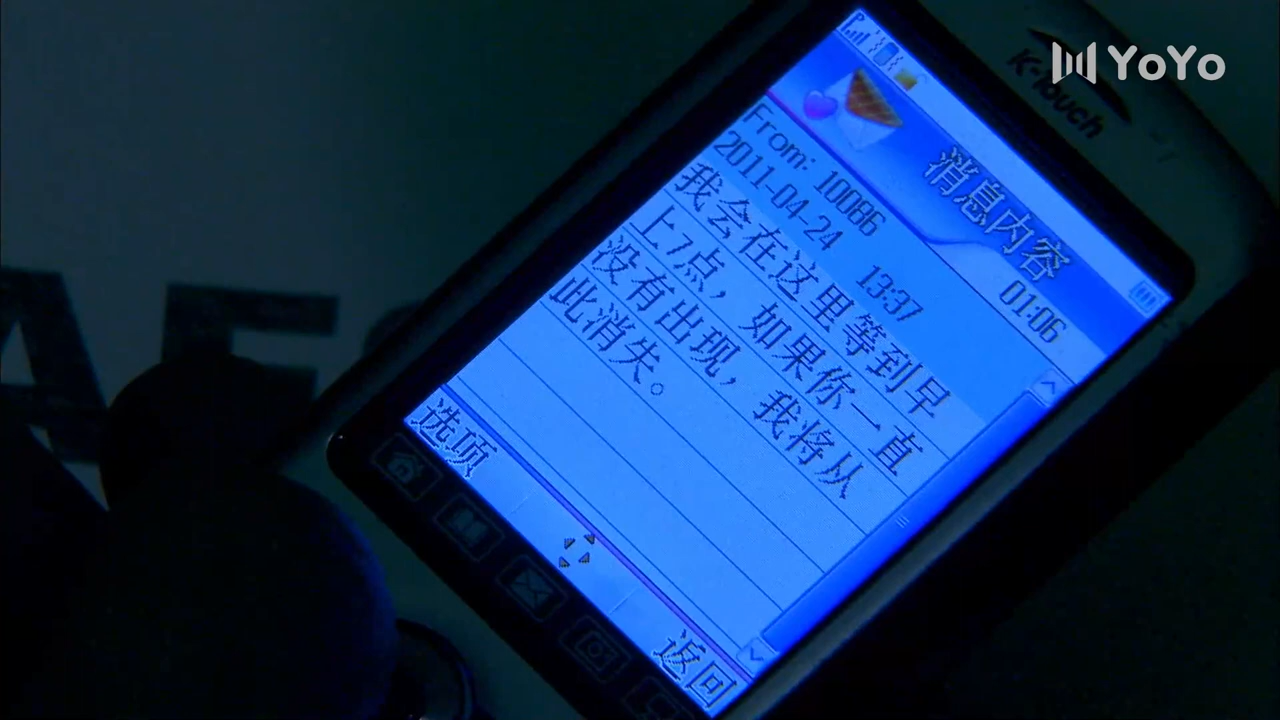 YoYo
K-Touch
消息内容
01:06
From: 10086
2011-04-24 13:37
我会在这里等到早
上7点，如果你一直
没有出现，我将从
此消失。
选项
返回